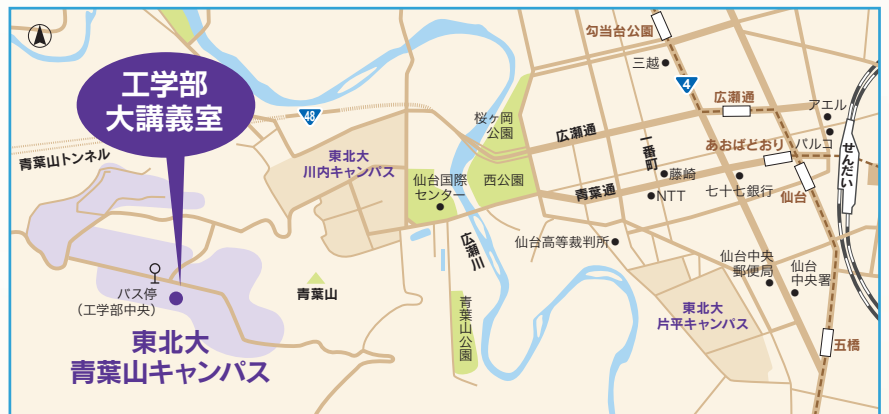 工学部
大講義室
青葉山トンネル
48
東北大
川内キャンパス
仙台国際
センター
桜ヶ岡
公園
西公園
広瀬通
青葉通
広瀬川
仙台高等裁判所
勾当台公園
三越
4
広瀬通
アエル
パルコ
あおばどおり
せんだい
一番町
藤崎
NTT
七十七銀行
仙台
仙台中央
郵便局
仙台
中央署
東北大
片平キャンパス
五橋
青葉山公園
青葉山
バス停
(工学部中央)
東北大
青葉山キャンパス